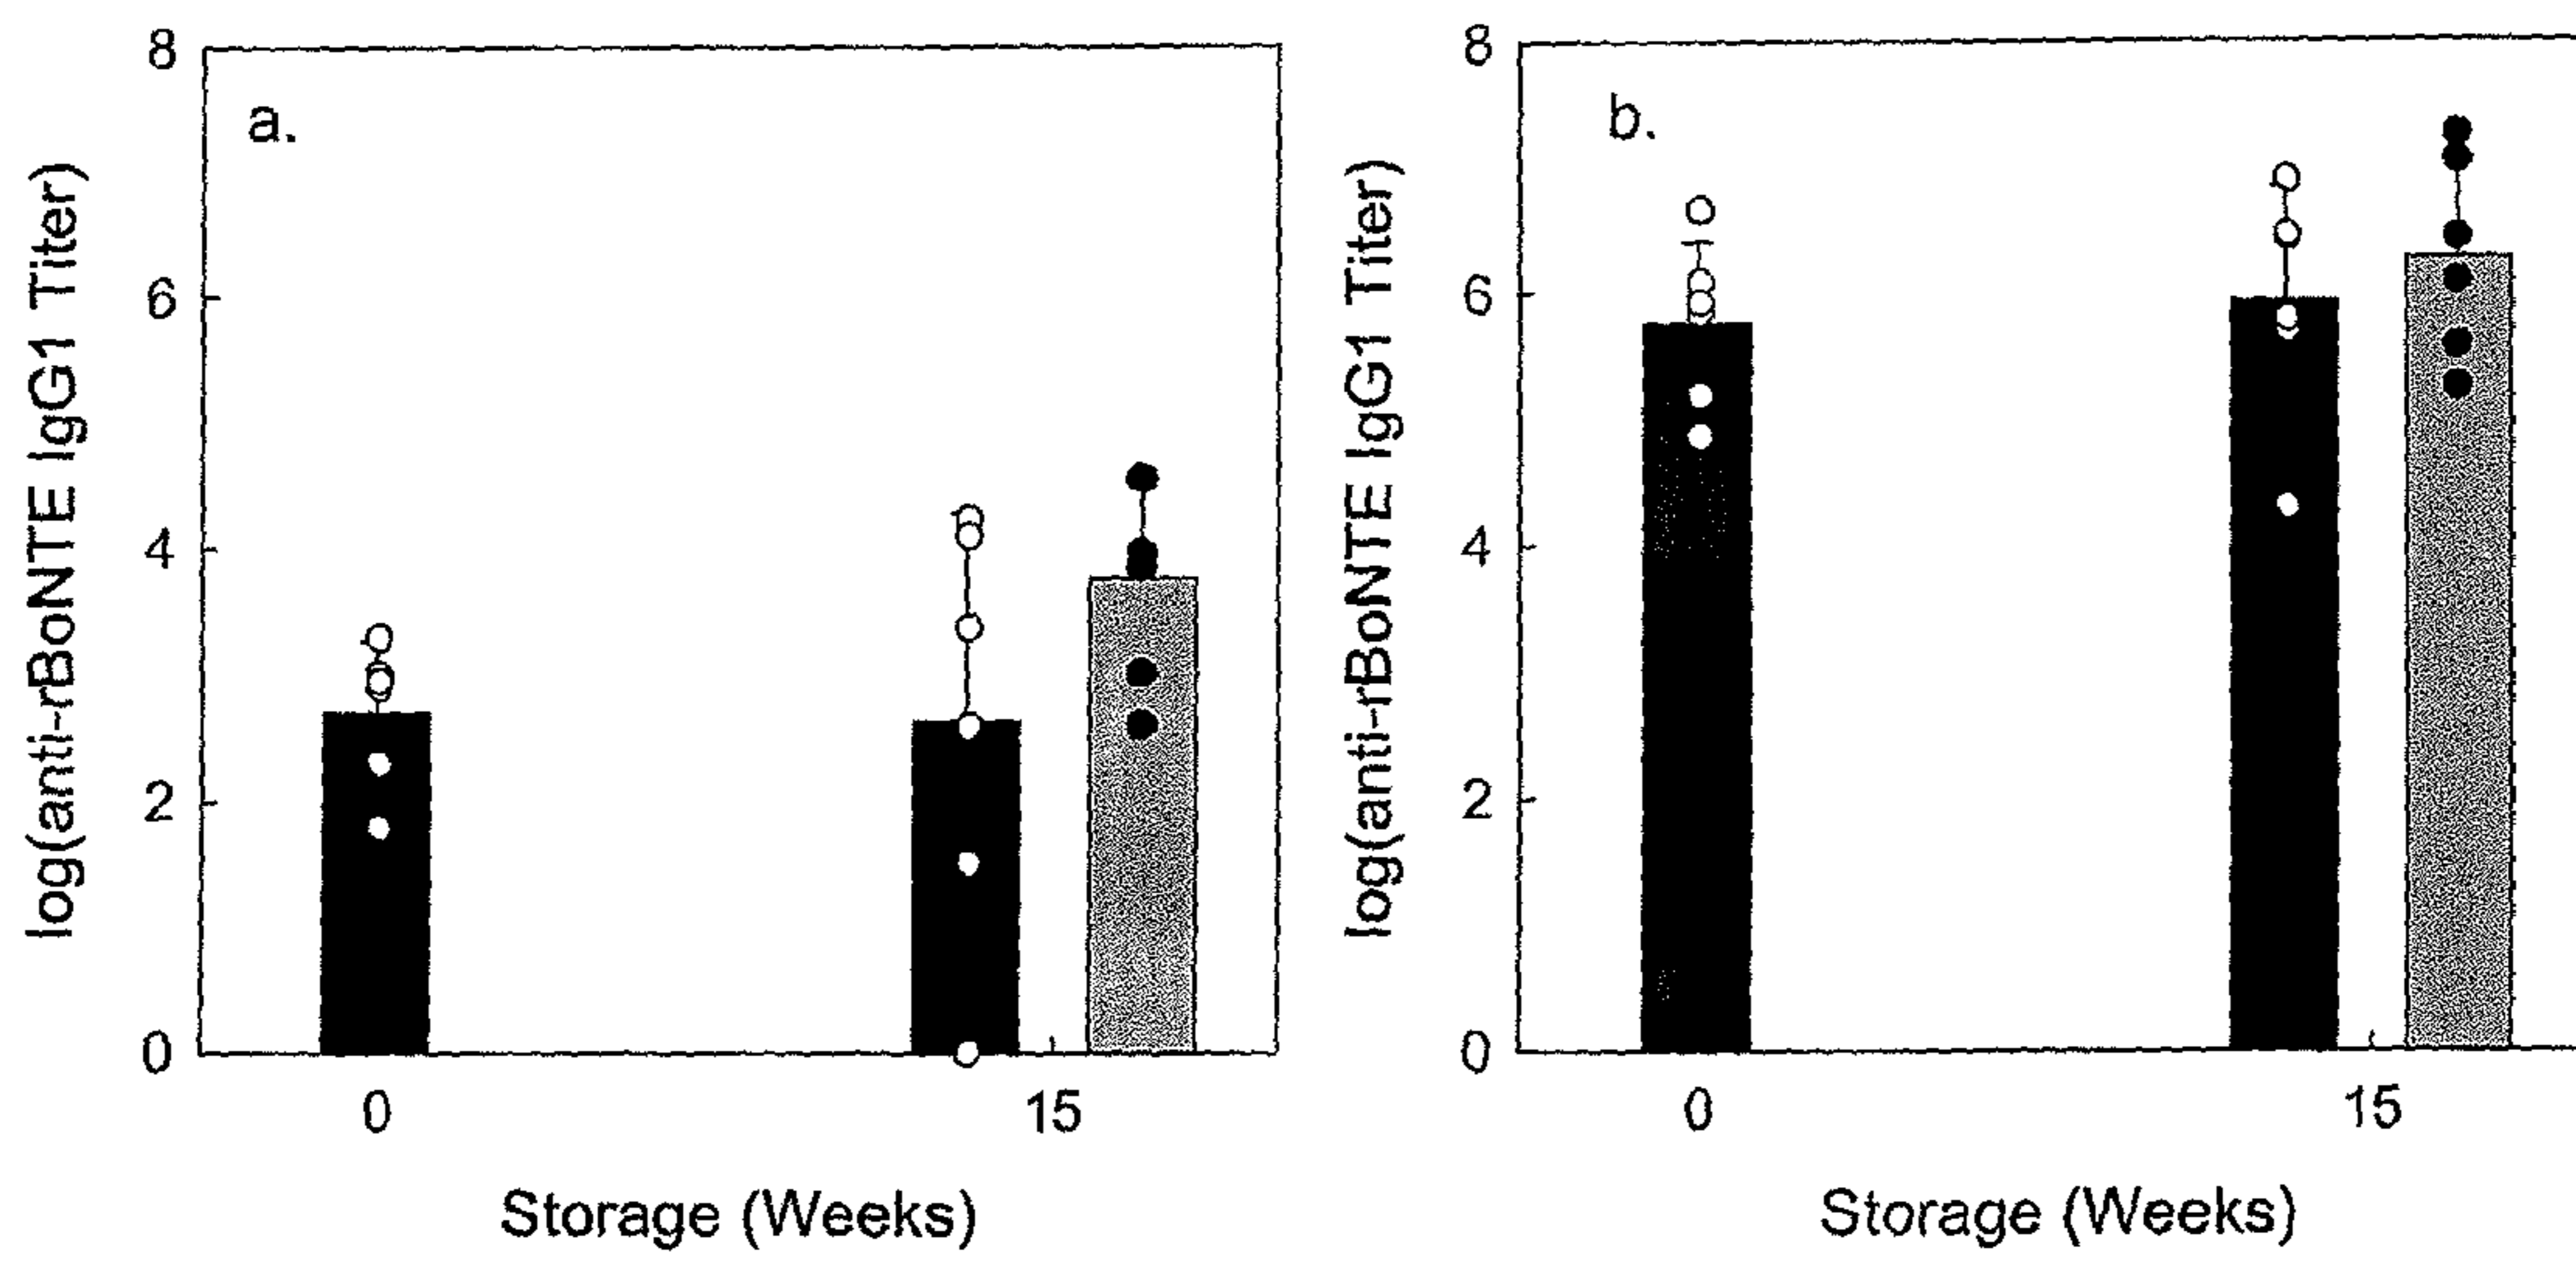 a.
log(anti-rBoNTE IgG1 Titer)
8
6
4
2
0
0 15
Storage (Weeks)
b.
log(anti-rBoNTE IgG1 Titer)
8
6
4
2
0
0 15
Storage (Weeks)